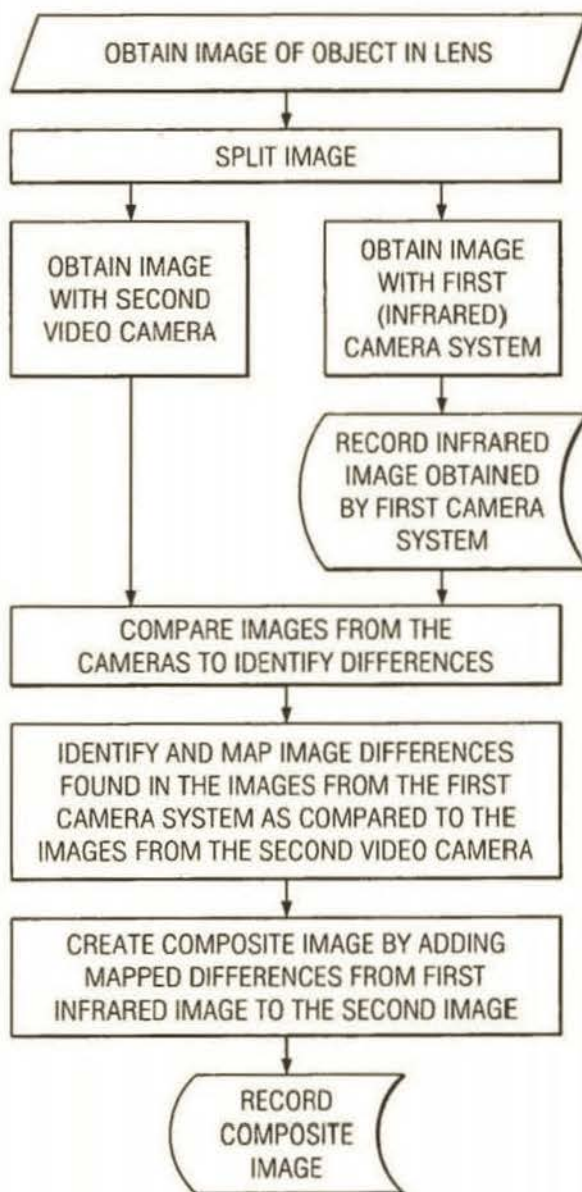 OBTAIN IMAGE OF OBJECT IN LENS
SPLIT IMAGE
OBTAIN IMAGE
WITH SECOND
VIDEO CAMERA
OBTAIN IMAGE
WITH FIRST
(INFRARED)
CAMERA SYSTEM
RECORD INFRARED
IMAGE OBTAINED
BY FIRST CAMERA
SYSTEM
COMPARE IMAGES FROM THE
CAMERAS TO IDENTIFY DIFFERENCES
IDENTIFY AND MAP IMAGE DIFFERENCES
FOUND IN THE IMAGES FROM THE FIRST
CAMERA SYSTEM AS COMPARED TO THE
IMAGES FROM THE SECOND VIDEO CAMERA
CREATE COMPOSITE IMAGE BY ADDING
MAPPED DIFFERENCES FROM FIRST
INFRARED IMAGE TO THE SECOND IMAGE
RECORD
COMPOSITE
IMAGE